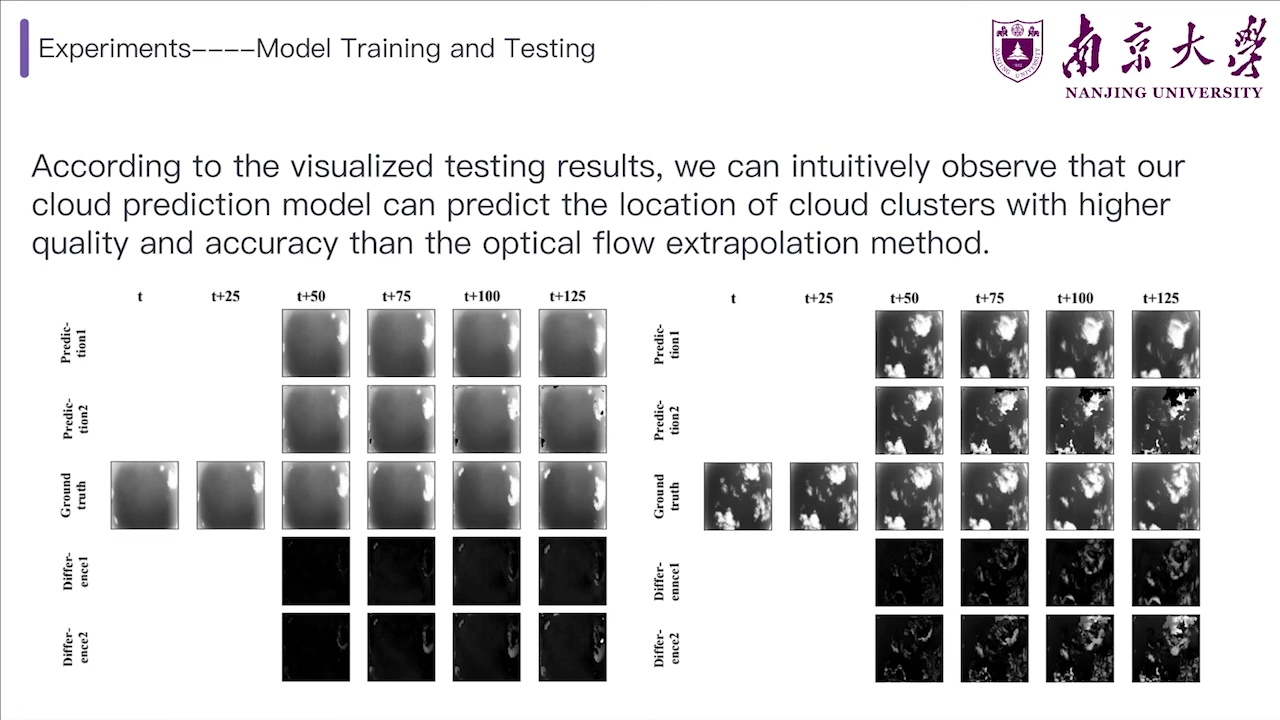 Experiments----Model Training and Testing
南京大學
NANJING UNIVERSITY
According to the visualized testing results, we can intuitively observe that our
cloud prediction model can predict the location of cloud clusters with higher
quality and accuracy than the optical flow extrapolation method.
t t+25 t+50 t+75 t+100 t+125
Predic-
tion1
Predic-
tion2
Ground
truth
Differ-
ence1
Differ-
ence2
t t+25 t+50 t+75 t+100 t+125
Predic-
tion1
Predic-
tion2
Ground
truth
Differ-
ennce1
Differ-
ence2